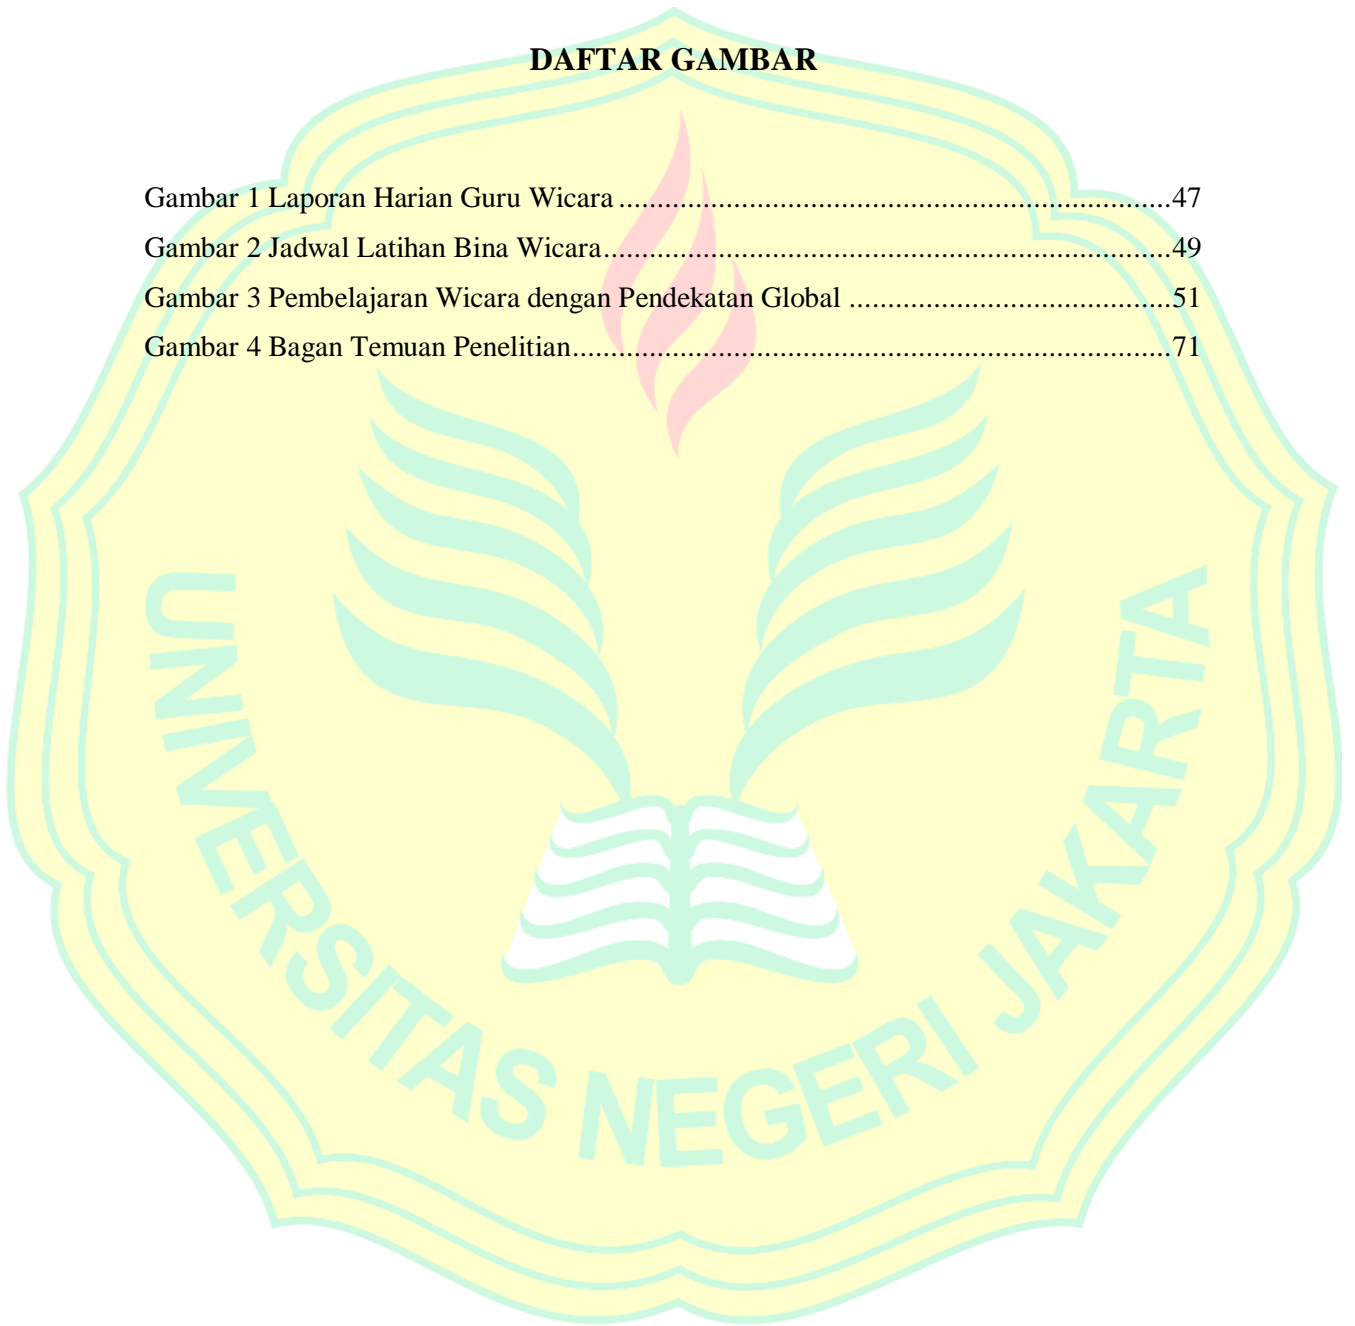 DAFTAR GAMBAR
Gambar 1 Laporan Harian Guru Wicara ........................................................................ 47
Gambar 2 Jadwal Latihan Bina Wicara.......................................................................... 49
Gambar 3 Pembelajaran Wicara dengan Pendekatan Global .......................................... 51
Gambar 4 Bagan Temuan Penelitian.............................................................................. 71
UNIVERSITAS NEGERI JAKARTA